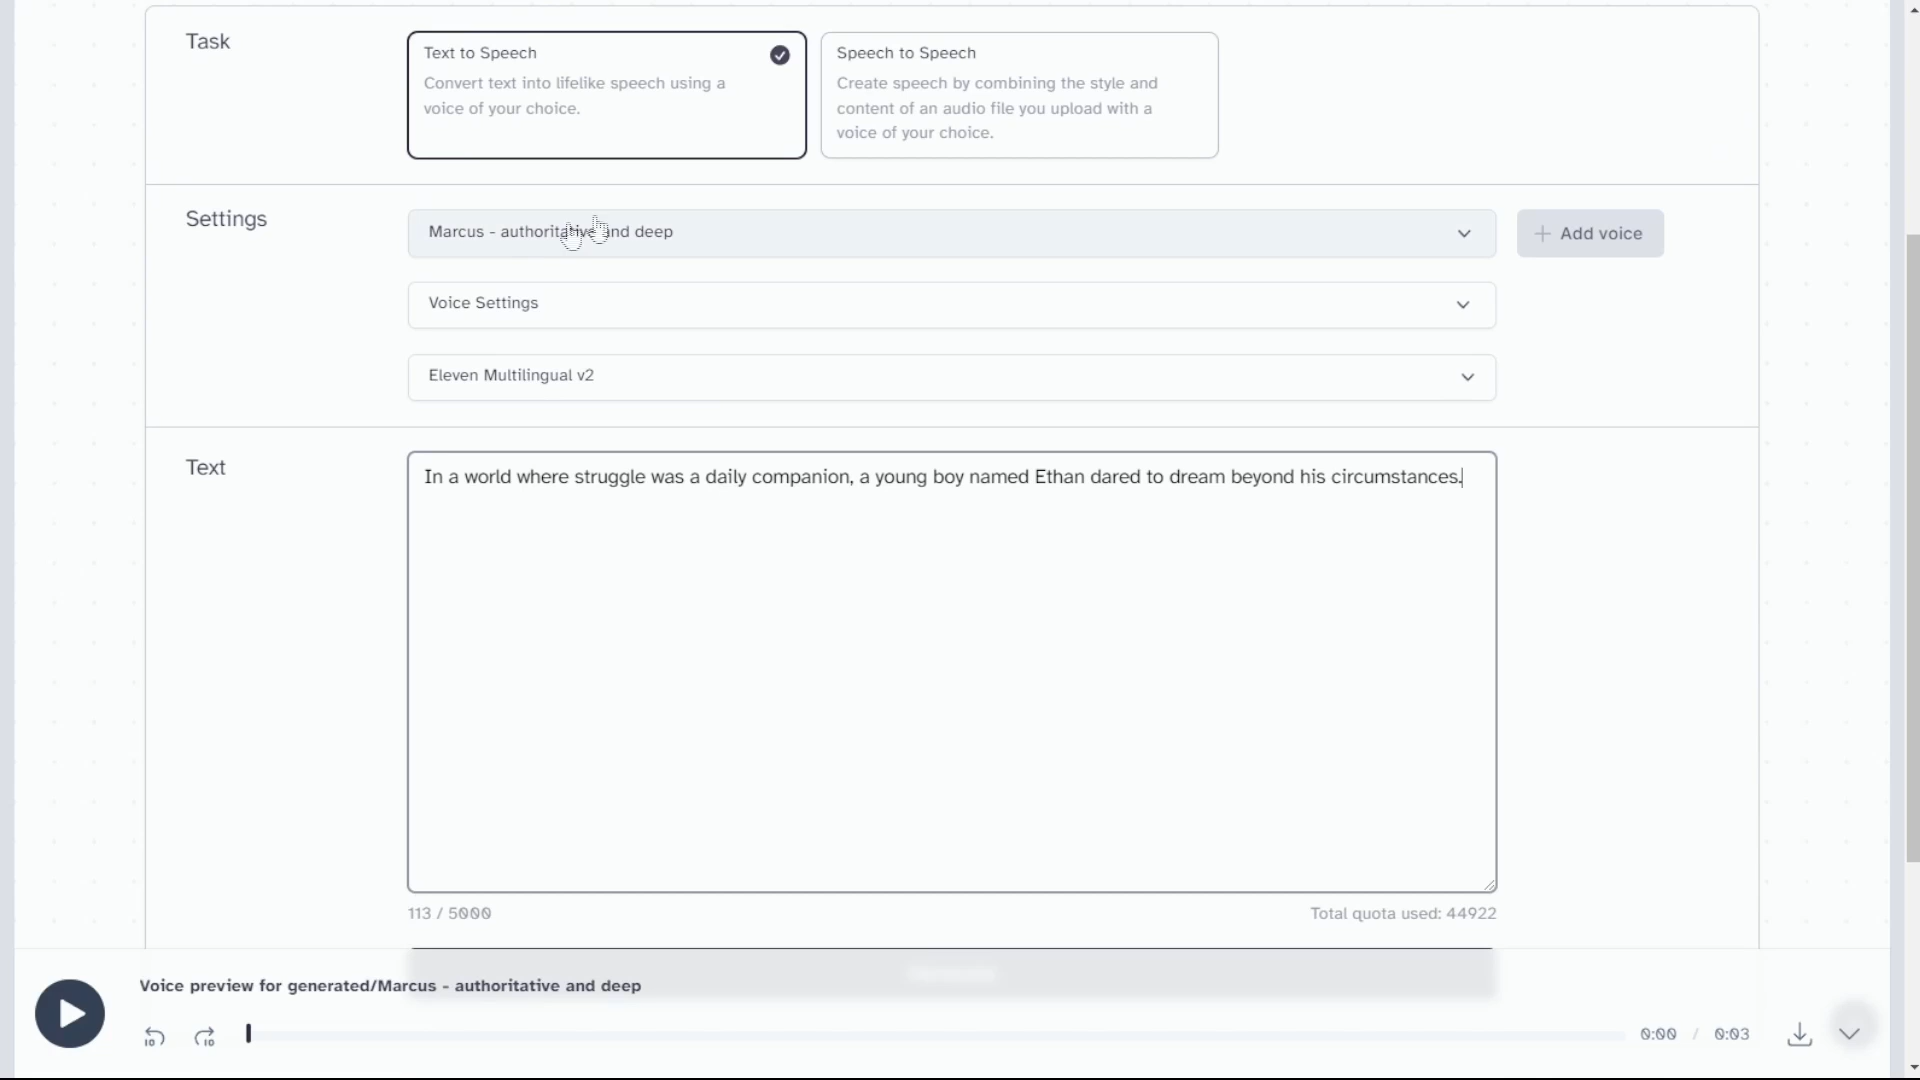 Task
Text to Speech
Convert text into lifelike speech using a
voice of your choice.
Speech to Speech
Create speech by combining the style and
content of an audio file you upload with a
voice of your choice.
Settings
Marcus - authoritative and deep
Add voice
Voice Settings
Eleven Multilingual v2
Text
In a world where struggle was a daily companion, a young boy named Ethan dared to dream beyond his circumstances.
113 / 5000
Total quota used: 44922
Voice preview for generated/Marcus - authoritative and deep
10
10
0:00 / 0:03